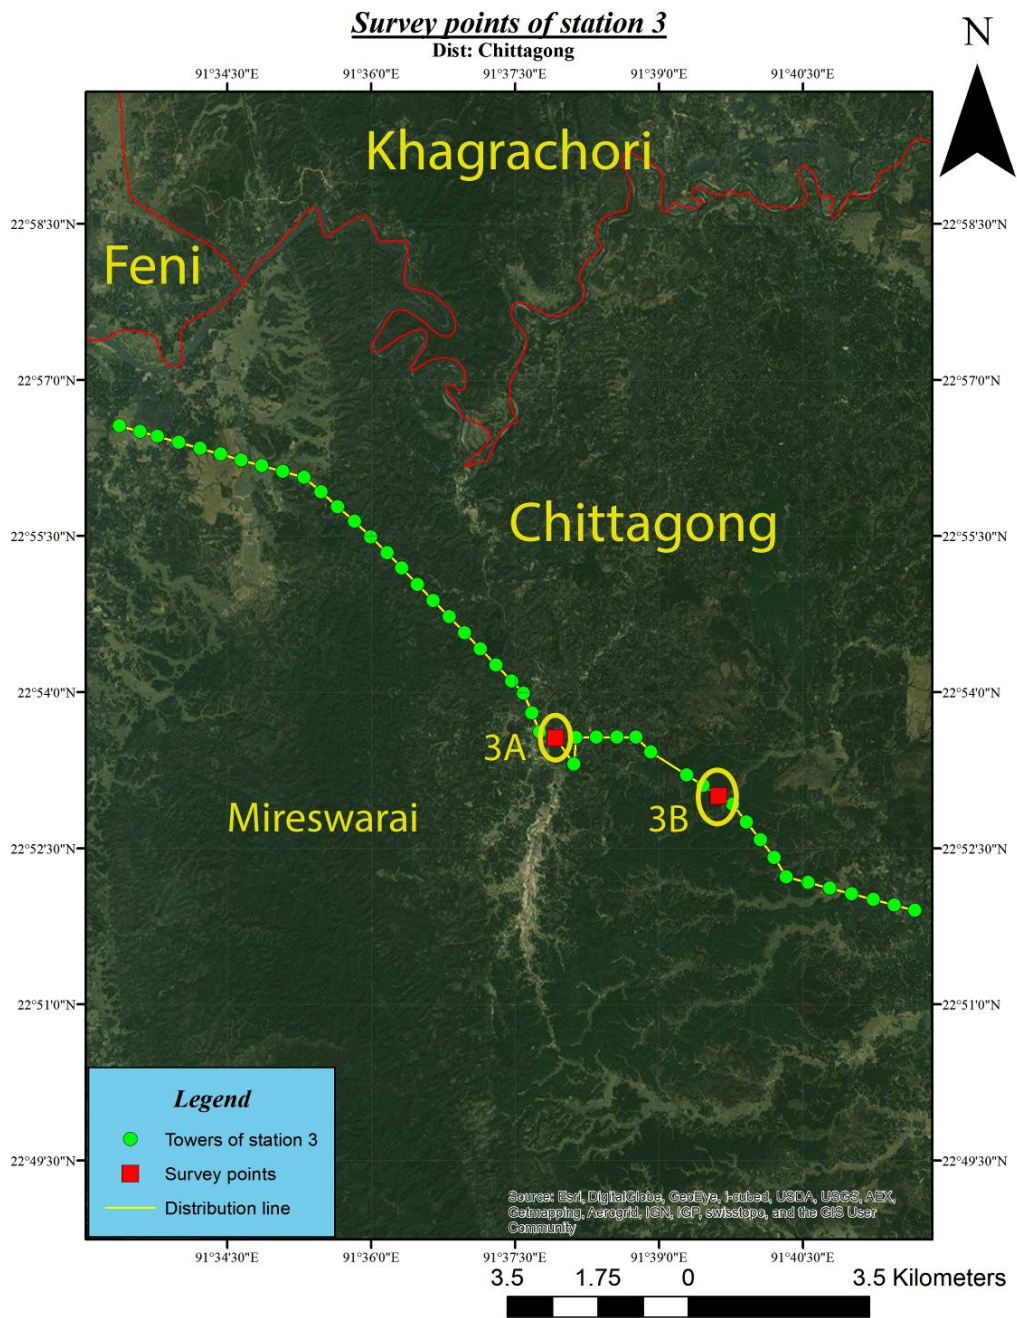 Survey points of station 3
Dist: Chittagong
N
91°34'30"E 91°36'0"E 91°37'30"E 91°39'0"E 91°40'30"E
Khagrachori
22°58'30"N 22°58'30"N
Feni
22°57'0"N 22°57'0"N
Chittagong
22°55'30"N 22°55'30"N
22°54'0"N 22°54'0"N
3A
Mireswarai
3B
22°52'30"N 22°52'30"N
22°51'0"N 22°51'0"N
Legend
Towers of station 3
Survey points
Distribution line
22°49'30"N 22°49'30"N
Source: Esri, DigitalGlobe, GeoEye, i-cubed, USDA, USGS, AEX,
Getmapping, Aerogrid, IGN, IGP, swisstopo, and the GIS User
Community
91°34'30"E 91°36'0"E 91°37'30"E 91°39'0"E 91°40'30"E
3.5 1.75 0 3.5 Kilometers